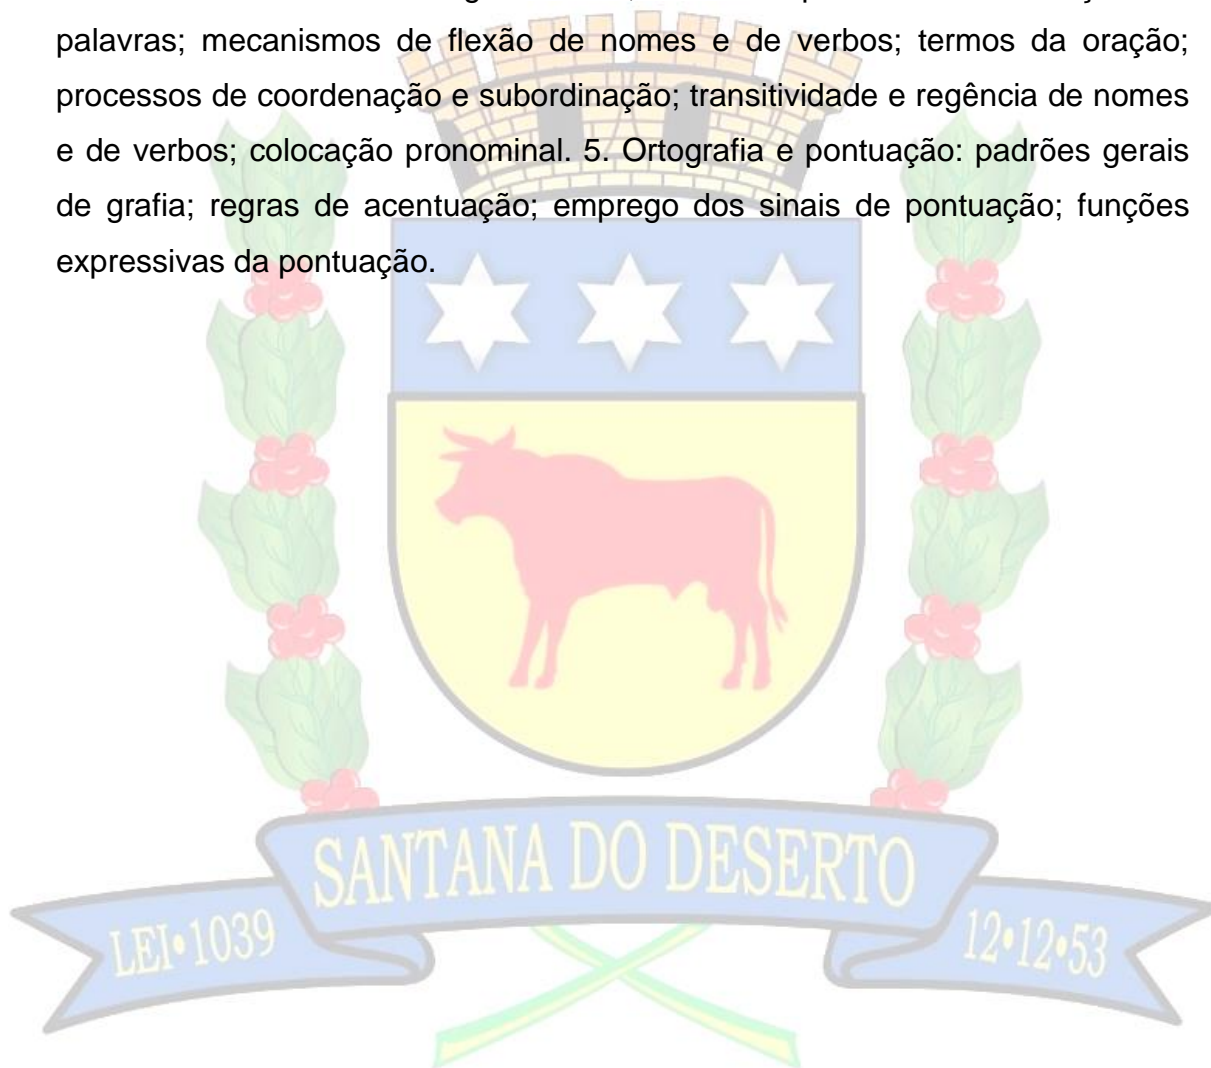 palavras; mecanismos de flexão de nomes e de verbos; termos da oração;
processos de coordenação e subordinação; transitividade e regência de nomes
e de verbos; colocação pronominal. 5. Ortografia e pontuação: padrões gerais
de grafia; regras de acentuação; emprego dos sinais de pontuação; funções
expressivas da pontuação.
SANTANA DO DESERTO
LEI•1039
12•12•53